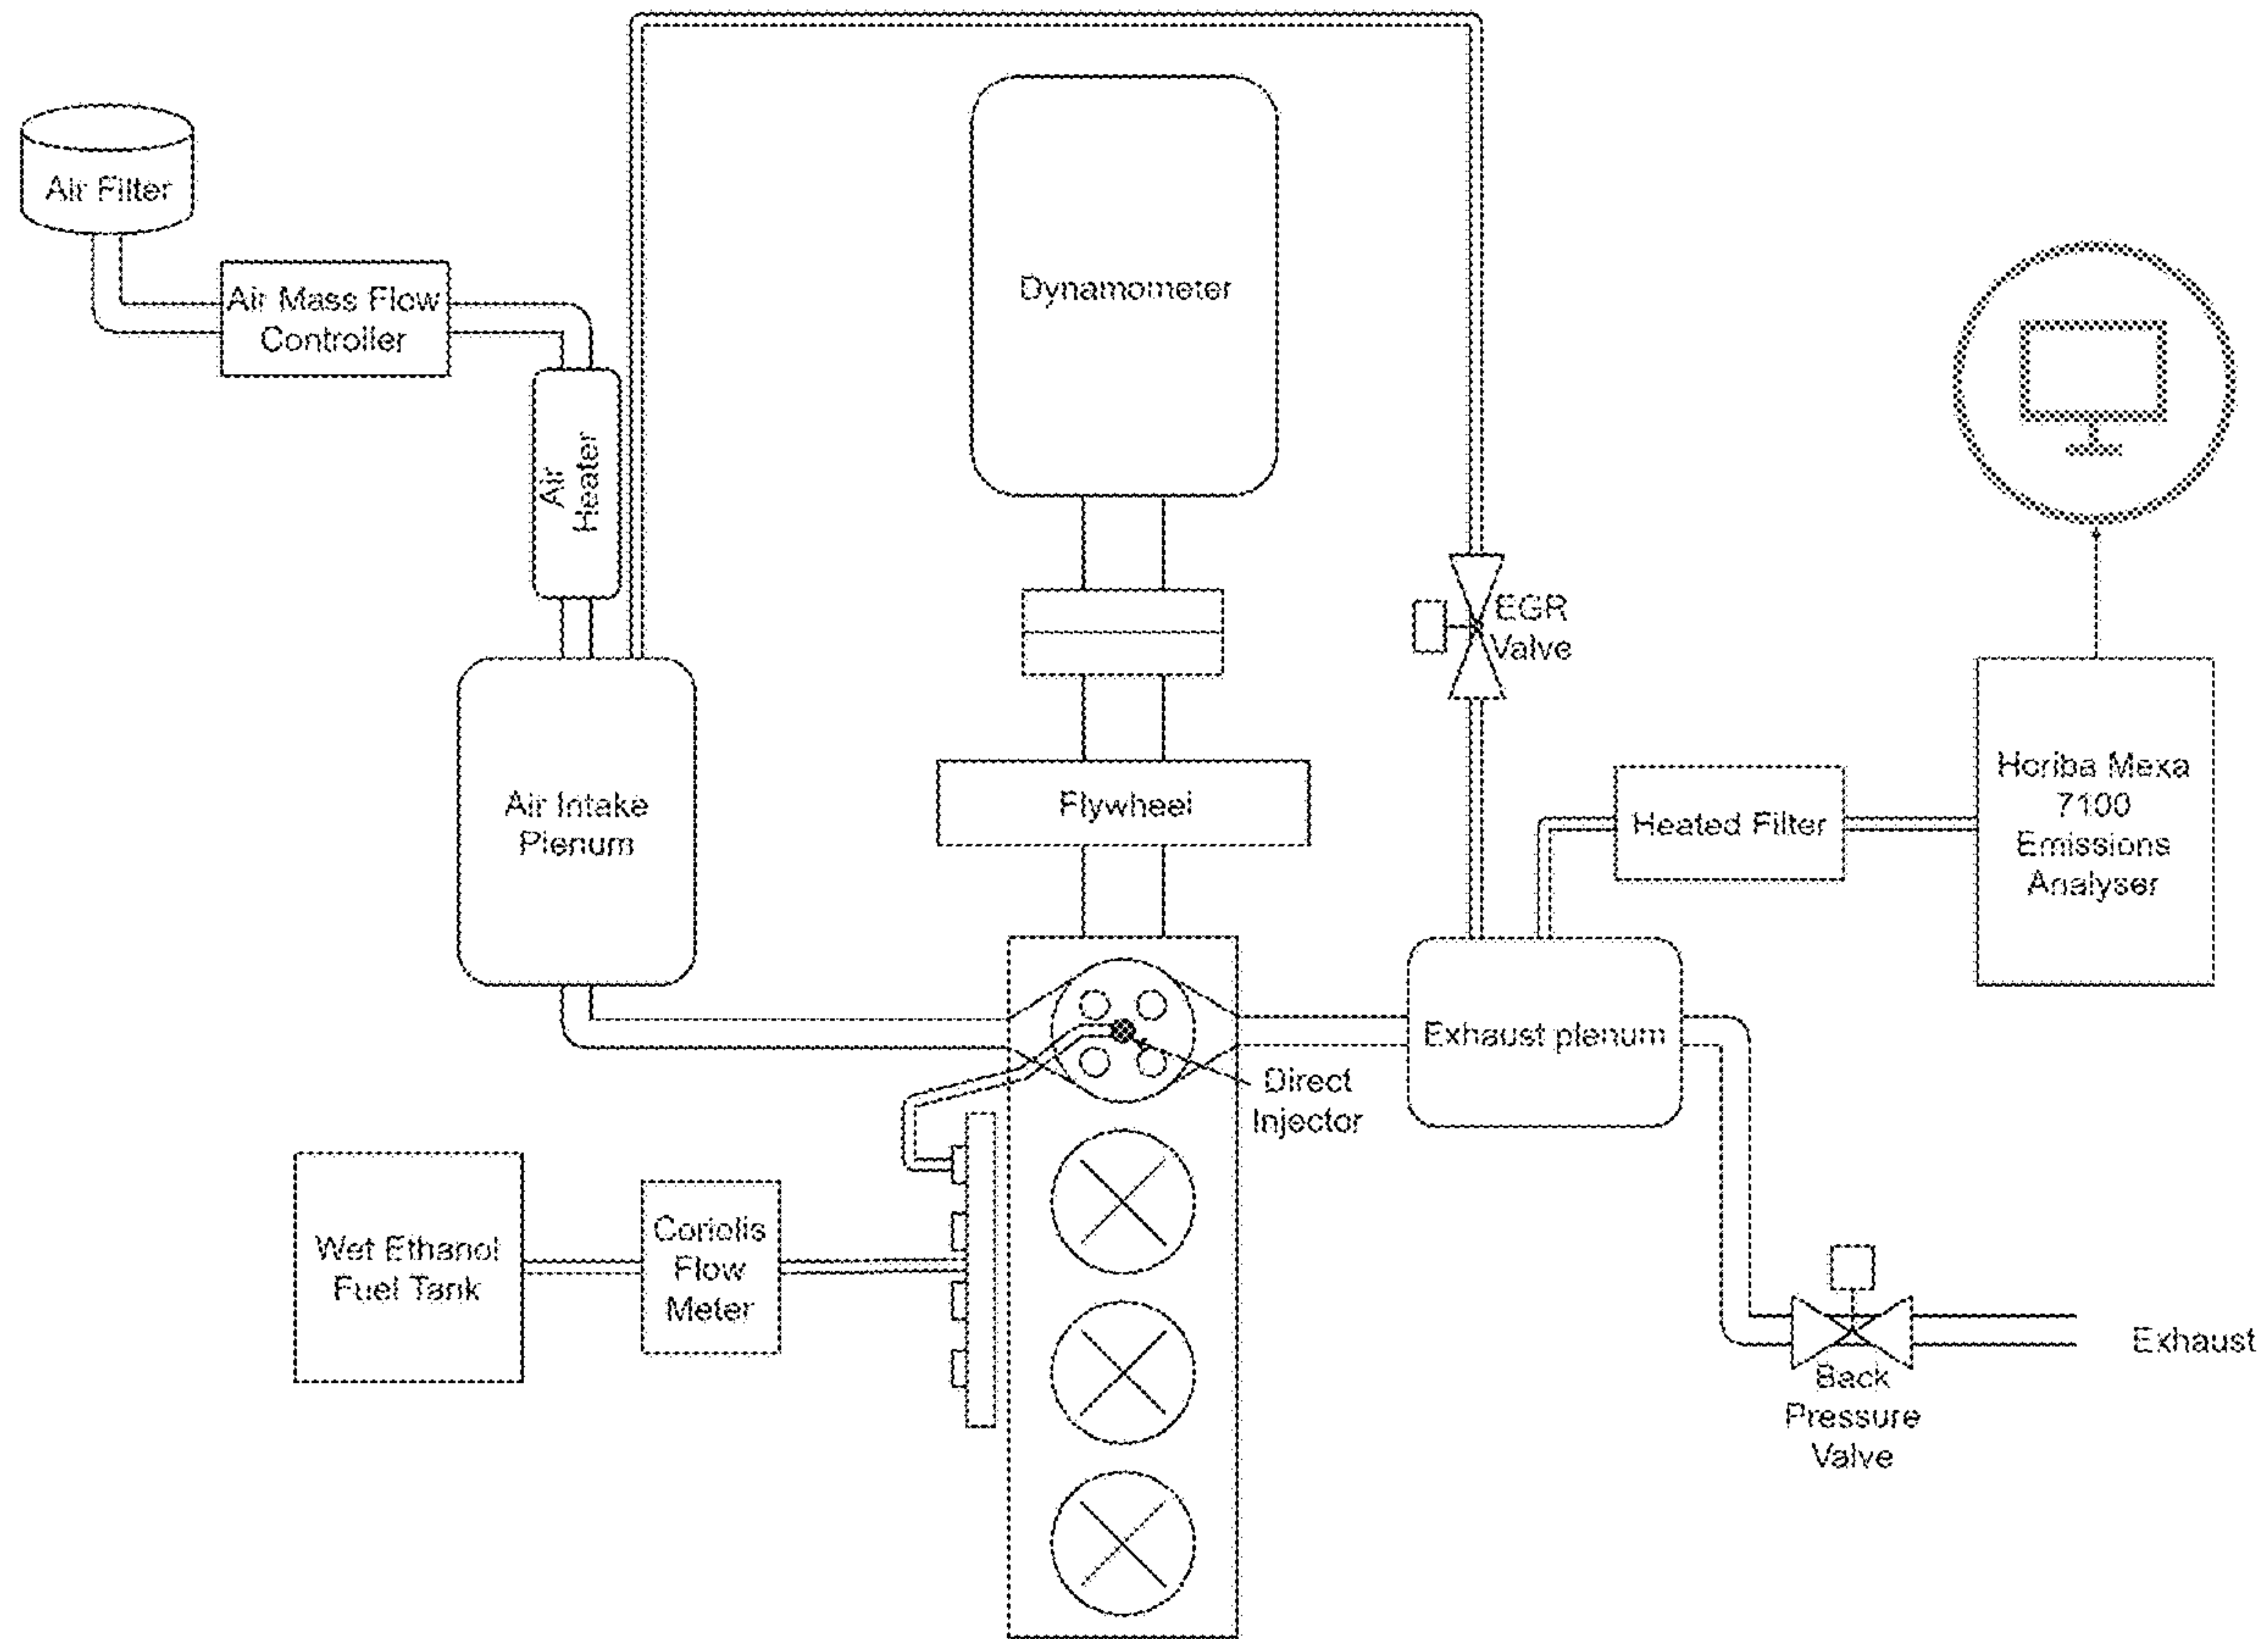 Air Filter
Air Mass Flow
Controller
Air
Heater
Dynamometer
EGR
Valve
Air Intake
Plenum
Flywheel
Heated Filter
Horiba Mexa
7100
Emissions
Analyser
Exhaust plenum
Direct
Injector
Wet Ethanol
Fuel Tank
Coriolis
Flow
Meter
Exhaust
Back
Pressure
Valve